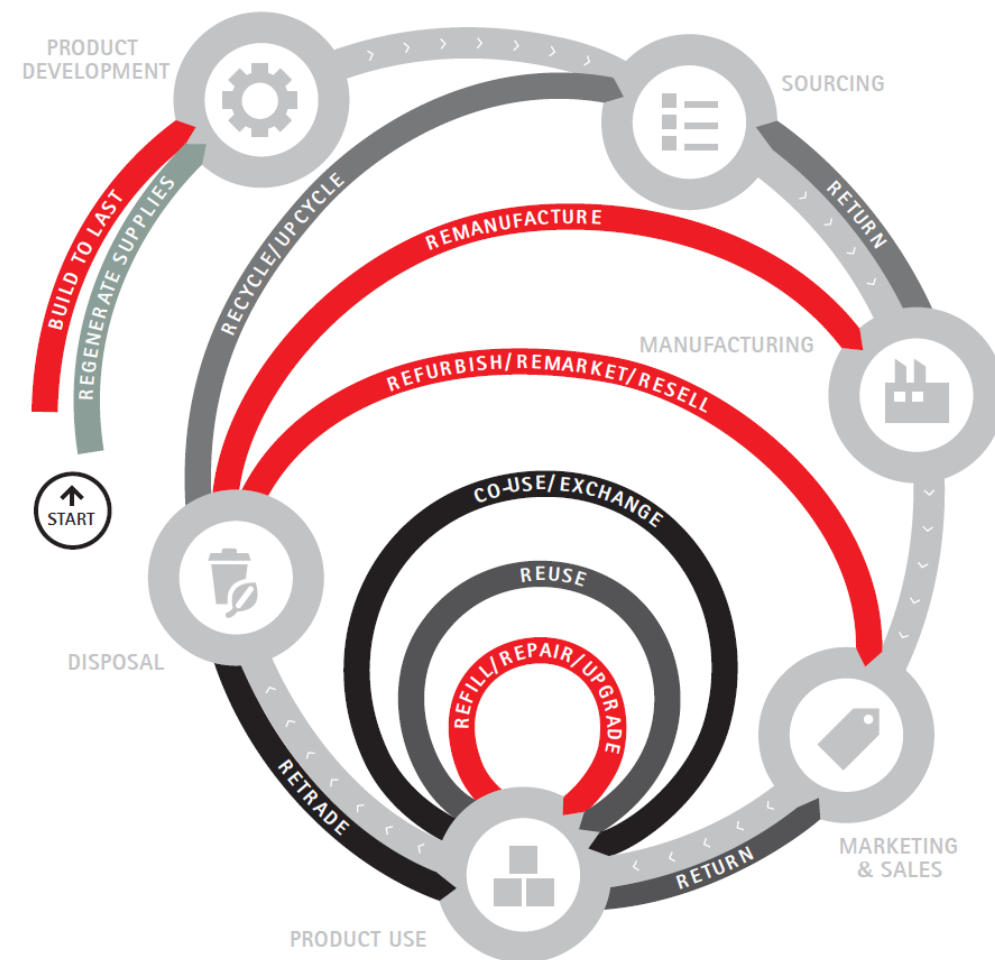 PRODUCT
DEVELOPMENT
SOURCING
BUILD TO LAST
REGENERATE SUPPLIES
START
RECYCLE/UPCYCLE
REMANUFACTURE
RETURN
MANUFACTURING
REFURBISH/REMARKET/RESELL
CO-USE/EXCHANGE
REUSE
REFILL/REPAIR/UPGRADE
DISPOSAL
RETRADE
RETURN
MARKETING
& SALES
PRODUCT USE